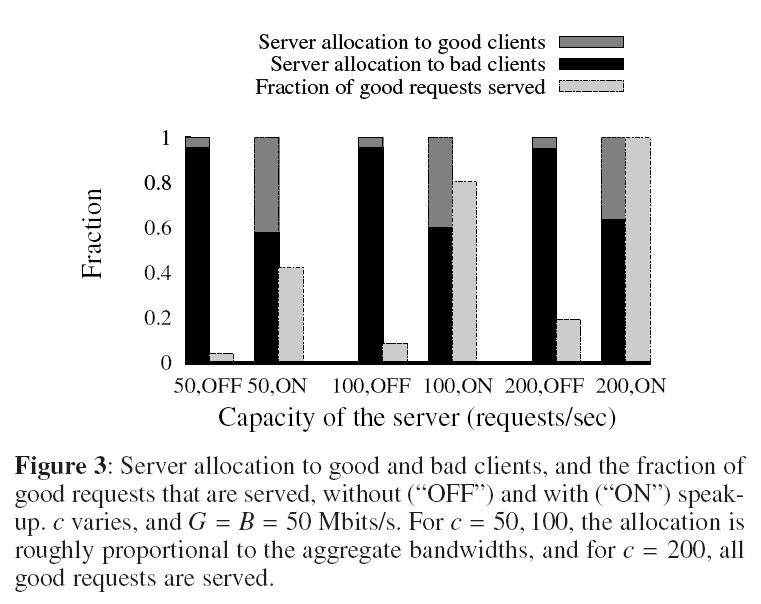 Server allocation to good clients
Server allocation to bad clients
Fraction of good requests served
1
0.8
0.6
0.4
0.2
0
Fraction
50,OFF 50,ON 100,OFF 100,ON 200,OFF 200,ON
Capacity of the server (requests/sec)
Figure 3: Server allocation to good and bad clients, and the fraction of
good requests that are served, without (“OFF”) and with (“ON”) speak-
up. c varies, and G = B = 50 Mbits/s. For c = 50, 100, the allocation is
roughly proportional to the aggregate bandwidths, and for c = 200, all
good requests are served.